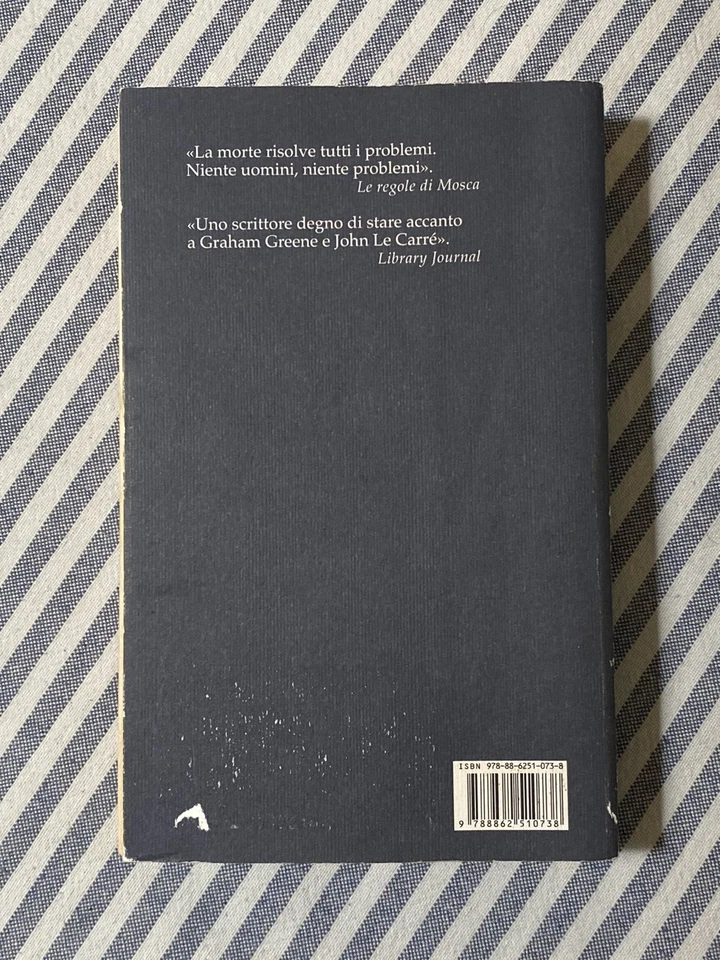 «La morte risolve tutti i problemi.
Niente uomini, niente problemi».
Le regole di Mosca
«Uno scrittore degno di stare accanto
a Graham Greene e John Le Carré».
Library Journal
ISBN 978-88-6251-073-8
9 788862 510738